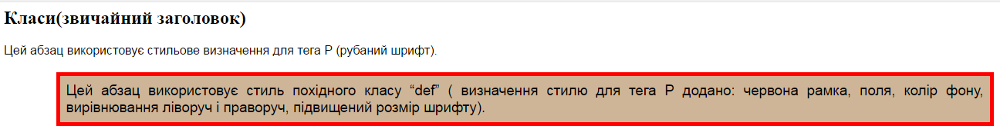 Класи(звичайний заголовок)
Цей абзац використовує стильове визначення для тега Р (рубаний шрифт).
Цей абзац використовує стиль похідного класу “def” ( визначення стилю для тега Р додано: червона рамка, поля, колір фону,
вирівнювання ліворуч і праворуч, підвищений розмір шрифту).